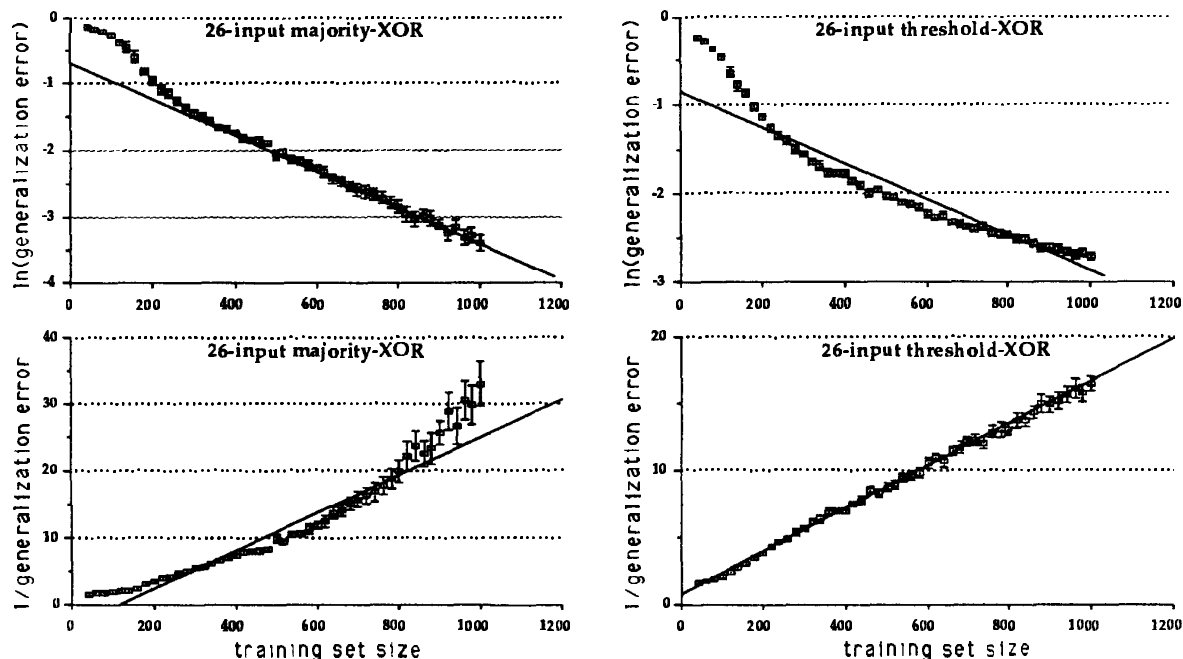 26-input majority-XOR
ln(generalization error)
0
-1
-2
-3
-4
0 200 400 600 800 1000 1200
26-input threshold-XOR
ln(generalization error)
0
-1
-2
-3
0 200 400 600 800 1000 1200
26-input majority-XOR
1/generalization error
40
30
20
10
0
0 200 400 600 800 1000 1200
training set size
26-input threshold-XOR
1/generalization error
20
10
0
0 200 400 600 800 1000 1200
training set size